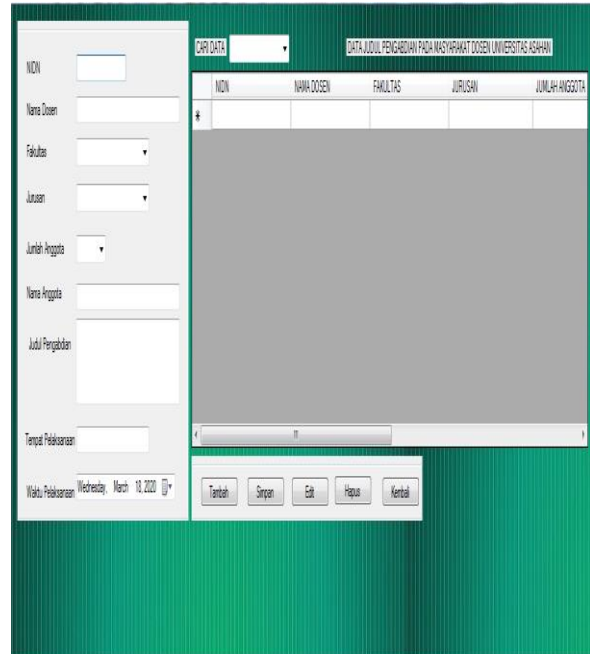 NIDN
Nama Dosen
Fakultas
Jurusan
Jumlah Anggota
Nama Anggota
Judul Pengabdian
Tempat Pelaksanaan
Waktu Pelaksanaan Wednesday, March 18, 2020
CARI DATA
DATA JUDUL PENGABDIAN PADA MASYARAKAT DOSEN UNIVERSITAS ASAHAN
NIDN NAMA DOSEN FAKULTAS JURUSAN JUMLAH ANGGOTA
Tambah Simpan Edit Hapus Kembali